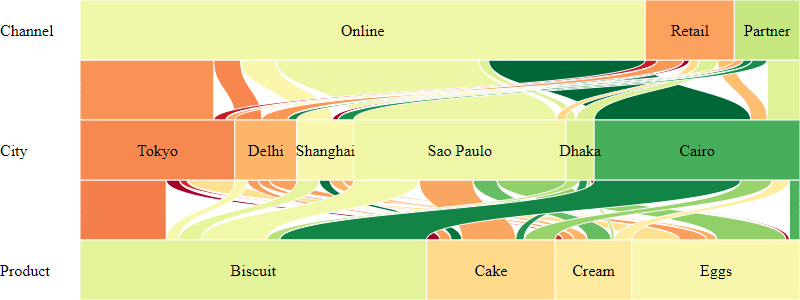 Channel Online Retail Partner
City Tokyo Delhi Shanghai Sao Paulo Dhaka Cairo
Product Biscuit Cake Cream Eggs